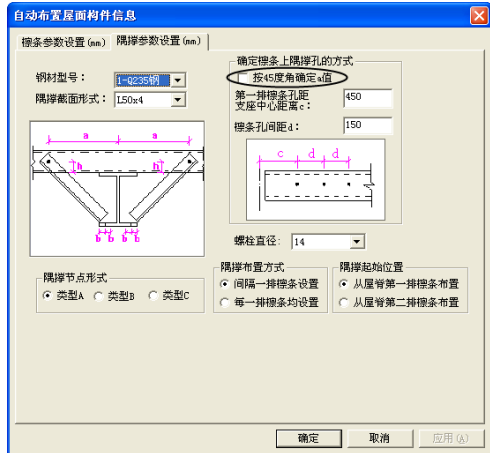 自动布置屋面构件信息
檩条参数设置(mm) 隅撑参数设置(mm)
钢材型号： 1-Q235钢
隅撑截面形式： L50x4
确定檩条上隅撑孔的方式
按45度角确定a值
第一排檩条孔距
支座中心距离c： 450
檩条孔间距d： 150
a a
h h
b b b b
c d d
螺栓直径： 14
隅撑节点形式
类型A 类型B 类型C
隅撑布置方式
间隔一排檩条设置
每一排檩条均设置
隅撑起始位置
从屋脊第一排檩条布置
从屋脊第二排檩条布置
确定 取消 应用(A)